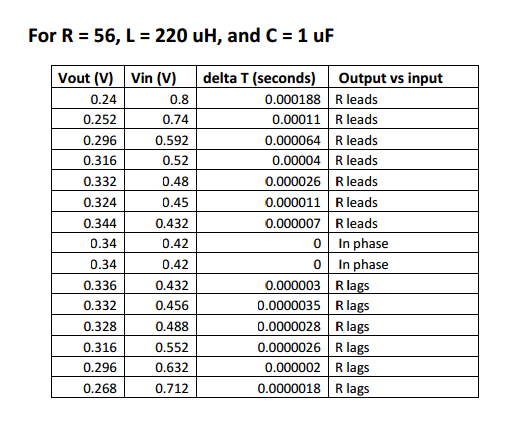 For R = 56, L = 220 uH, and C = 1 uF
Vout (V) Vin (V) delta T (seconds) Output vs input
0.24 0.8 0.000188 R leads
0.252 0.74 0.00011 R leads
0.296 0.592 0.000064 R leads
0.316 0.52 0.00004 R leads
0.332 0.48 0.000026 R leads
0.324 0.45 0.000011 R leads
0.344 0.432 0.000007 R leads
0.34 0.42 0 In phase
0.34 0.42 0 In phase
0.336 0.432 0.000003 R lags
0.332 0.456 0.0000035 R lags
0.328 0.488 0.0000028 R lags
0.316 0.552 0.0000026 R lags
0.296 0.632 0.000002 R lags
0.268 0.712 0.0000018 R lags